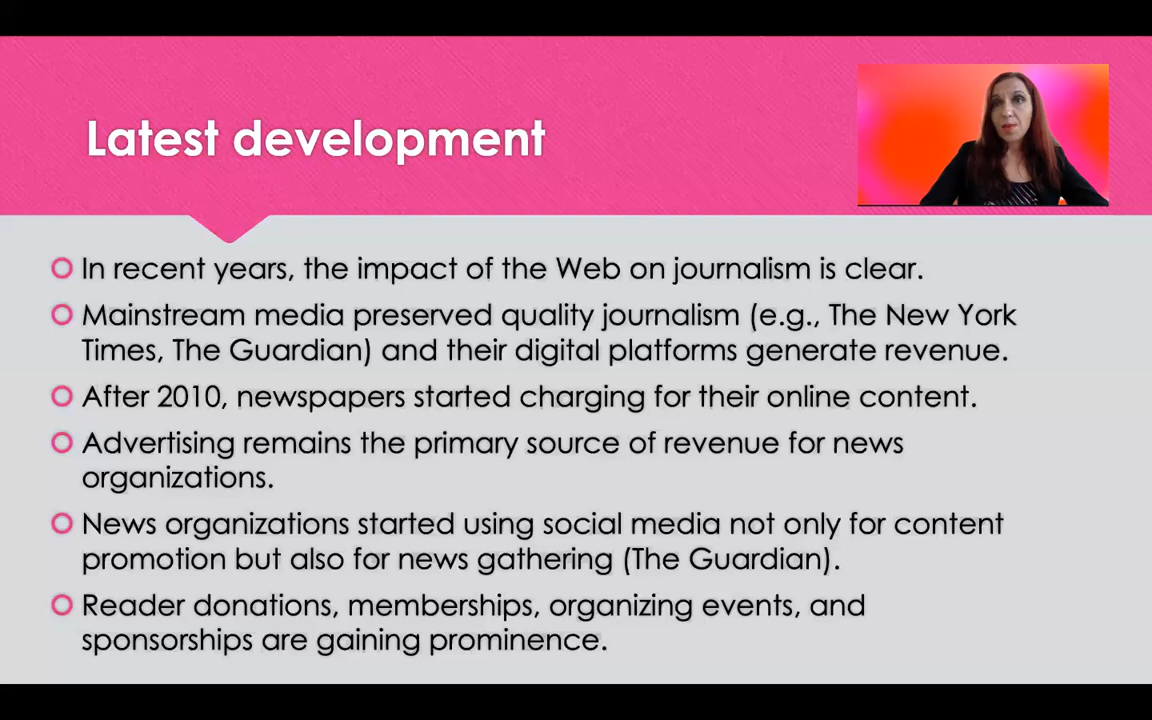 Latest development
In recent years, the impact of the Web on journalism is clear.
Mainstream media preserved quality journalism (e.g., The New York
Times, The Guardian) and their digital platforms generate revenue.
After 2010, newspapers started charging for their online content.
Advertising remains the primary source of revenue for news
organizations.
News organizations started using social media not only for content
promotion but also for news gathering (The Guardian).
Reader donations, memberships, organizing events, and
sponsorships are gaining prominence.